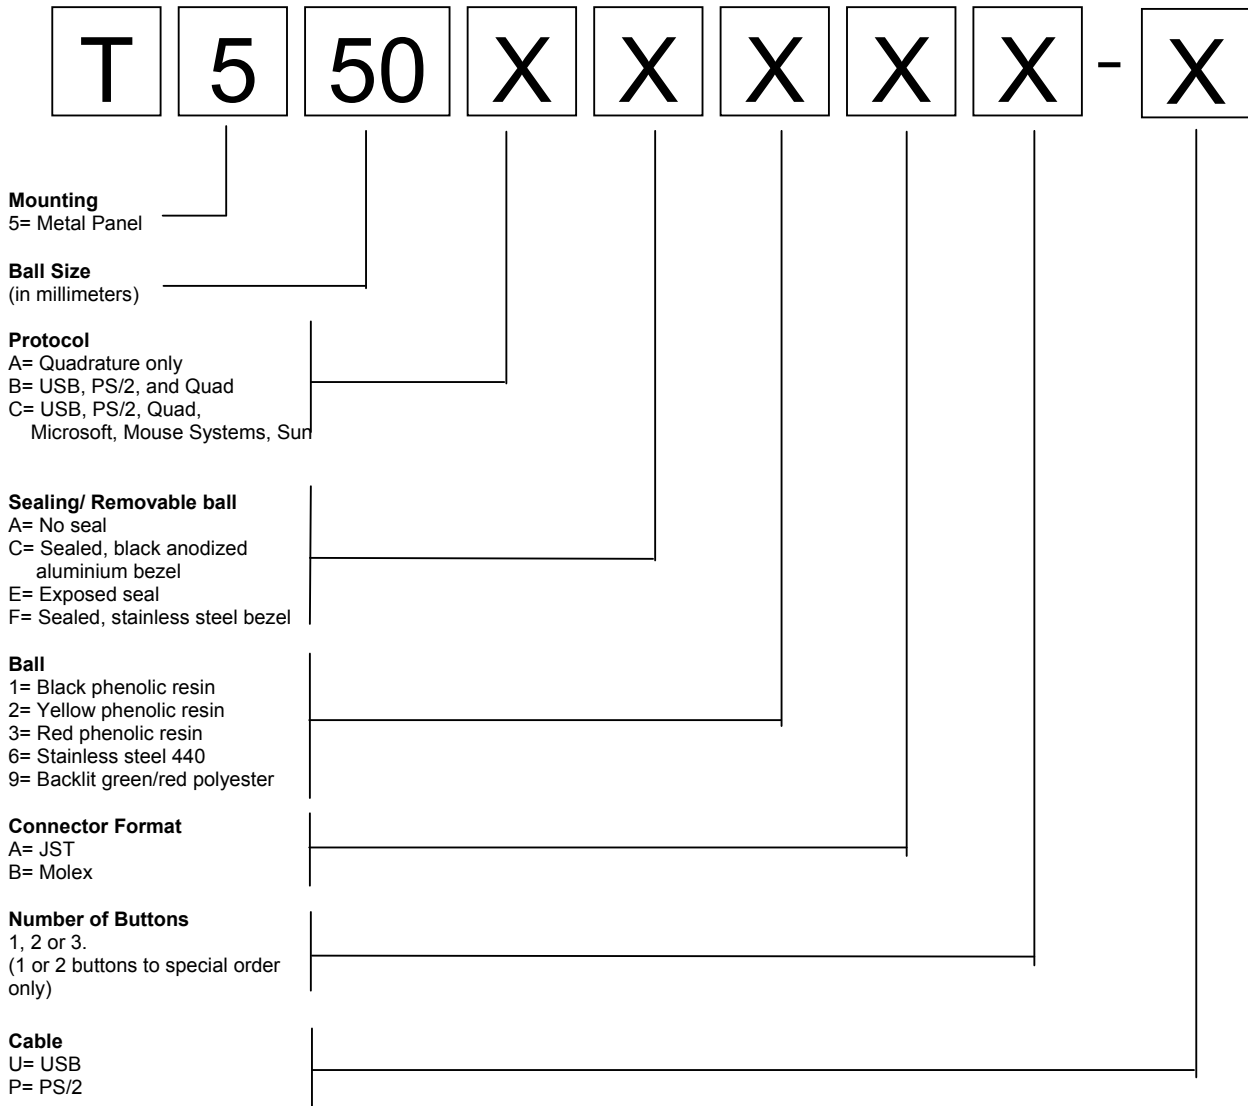 T 5 50 X X X X X - X
Mounting
5= Metal Panel
Ball Size
(in millimeters)
Protocol
A= Quadrature only
B= USB, PS/2, and Quad
C= USB, PS/2, Quad,
Microsoft, Mouse Systems, Sun
Sealing/ Removable ball
A= No seal
C= Sealed, black anodized
aluminium bezel
E= Exposed seal
F= Sealed, stainless steel bezel
Ball
1= Black phenolic resin
2= Yellow phenolic resin
3= Red phenolic resin
6= Stainless steel 440
9= Backlit green/red polyester
Connector Format
A= JST
B= Molex
Number of Buttons
1, 2 or 3.
(1 or 2 buttons to special order
only)
Cable
U= USB
P= PS/2